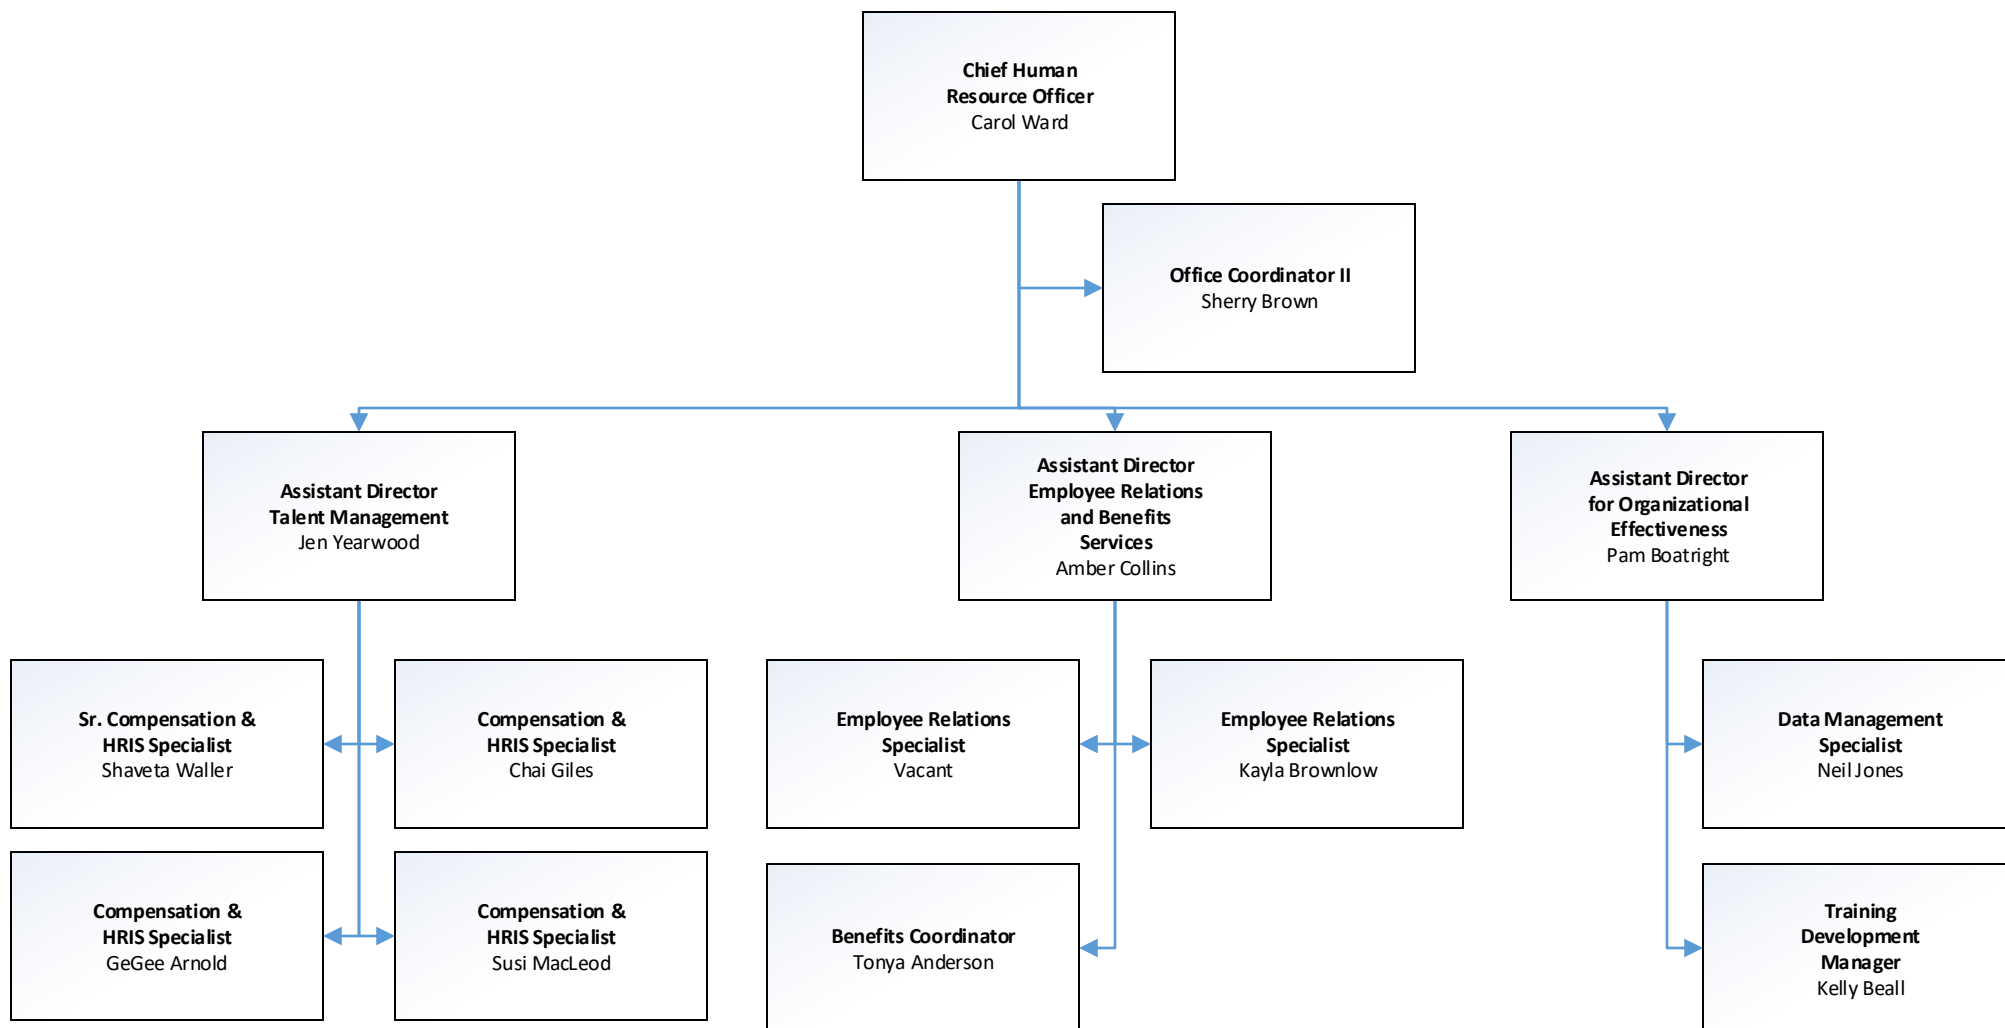 Chief Human
Resource Officer
Carol Ward
Office Coordinator II
Sherry Brown
Assistant Director
Talent Management
Jen Yearwood
Assistant Director
Employee Relations
and Benefits
Services
Amber Collins
Assistant Director
for Organizational
Effectiveness
Pam Boatright
Sr. Compensation &
HRIS Specialist
Shaveta Waller
Compensation &
HRIS Specialist
Chai Giles
Employee Relations
Specialist
Vacant
Employee Relations
Specialist
Kayla Brownlow
Data Management
Specialist
Neil Jones
Compensation &
HRIS Specialist
GeGee Arnold
Compensation &
HRIS Specialist
Susi MacLeod
Benefits Coordinator
Tonya Anderson
Training
Development
Manager
Kelly Beall